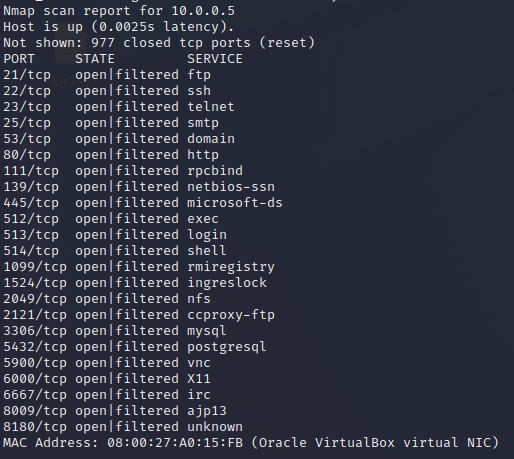 Nmap scan report for 10.0.0.5
Host is up (0.0025s latency).
Not shown: 977 closed tcp ports (reset)
PORT     STATE         SERVICE
21/tcp   open|filtered ftp
22/tcp   open|filtered ssh
23/tcp   open|filtered telnet
25/tcp   open|filtered smtp
53/tcp   open|filtered domain
80/tcp   open|filtered http
111/tcp  open|filtered rpcbind
139/tcp  open|filtered netbios-ssn
445/tcp  open|filtered microsoft-ds
512/tcp  open|filtered exec
513/tcp  open|filtered login
514/tcp  open|filtered shell
1099/tcp open|filtered rmiregistry
1524/tcp open|filtered ingreslock
2049/tcp open|filtered nfs
2121/tcp open|filtered ccproxy-ftp
3306/tcp open|filtered mysql
5432/tcp open|filtered postgresql
5900/tcp open|filtered vnc
6000/tcp open|filtered X11
6667/tcp open|filtered irc
8009/tcp open|filtered ajp13
8180/tcp open|filtered unknown
MAC Address: 08:00:27:A0:15:FB (Oracle VirtualBox virtual NIC)